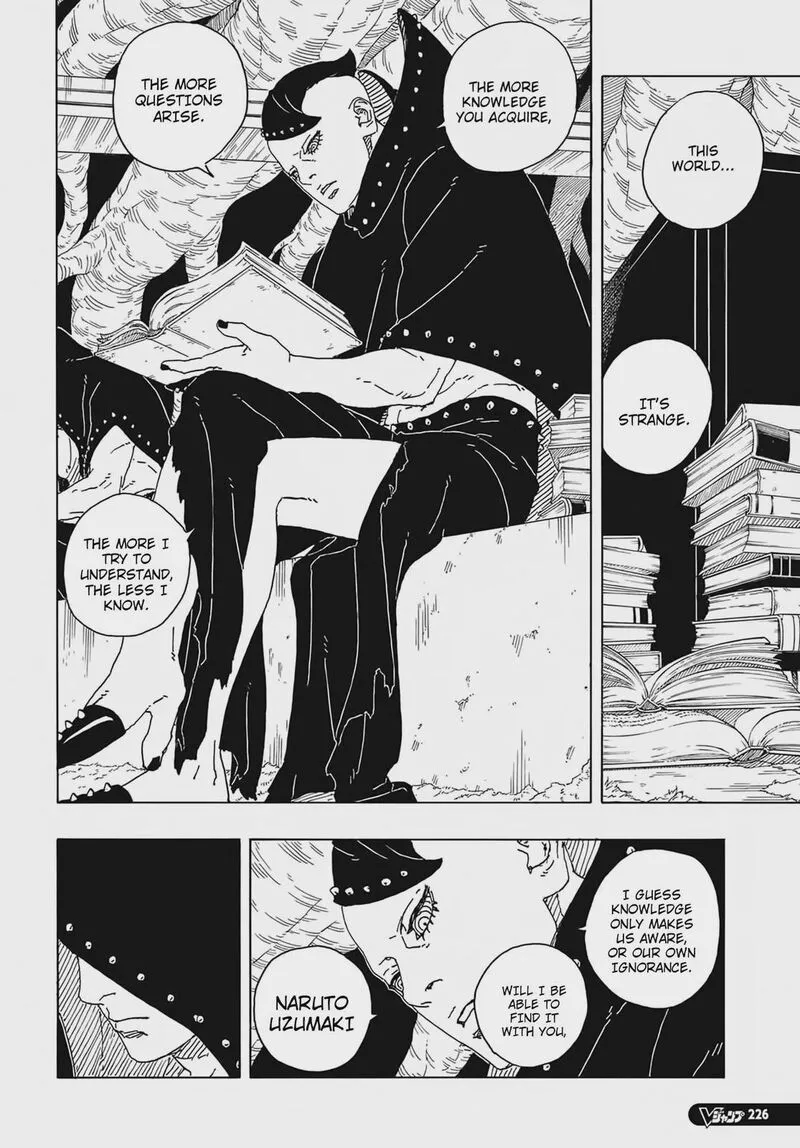 THIS
WORLD...
IT'S
STRANGE.
THE MORE
KNOWLEDGE
YOU ACQUIRE,
THE MORE
QUESTIONS
ARISE.
THE MORE I
TRY TO
UNDERSTAND,
THE LESS I
KNOW.
I GUESS
KNOWLEDGE
ONLY MAKES
US AWARE,
OR OUR OWN
IGNORANCE.
WILL I BE
ABLE TO
FIND IT
WITH YOU,
NARUTO
UZUMAKI
Vジャンプ 226